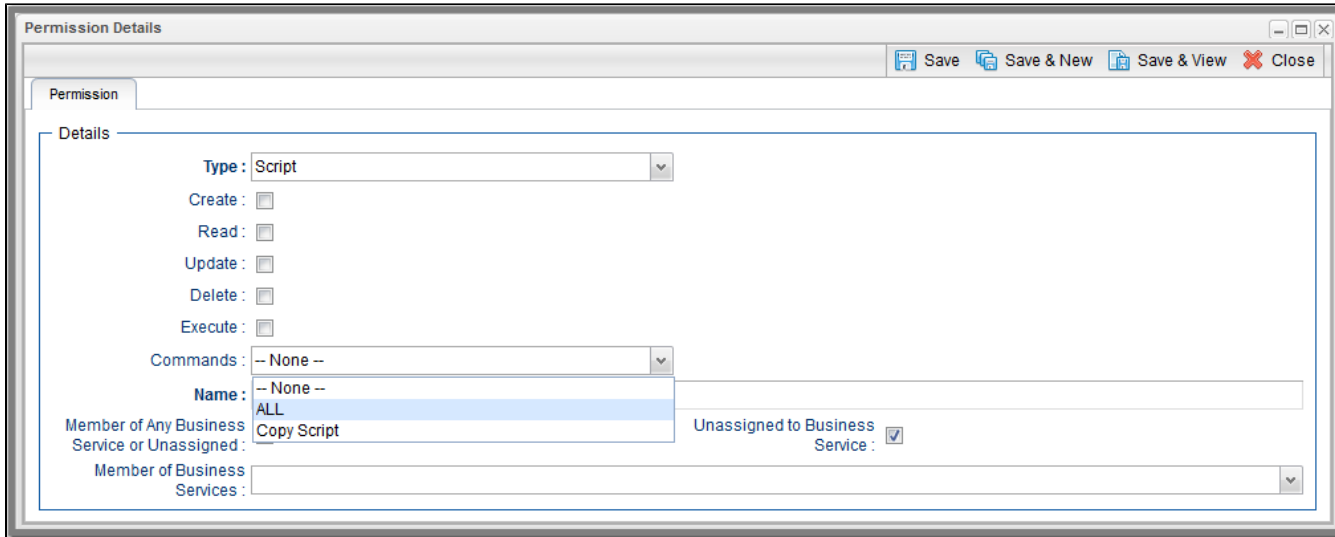 Permission Details
Save Save & New Save & View Close
Permission
Details
Type : Script
Create :
Read :
Update :
Delete :
Execute :
Commands : -- None --
-- None --
Name :
ALL
Copy Script
Member of Any Business
Service or Unassigned :
Unassigned to Business
Service :
Member of Business
Services :